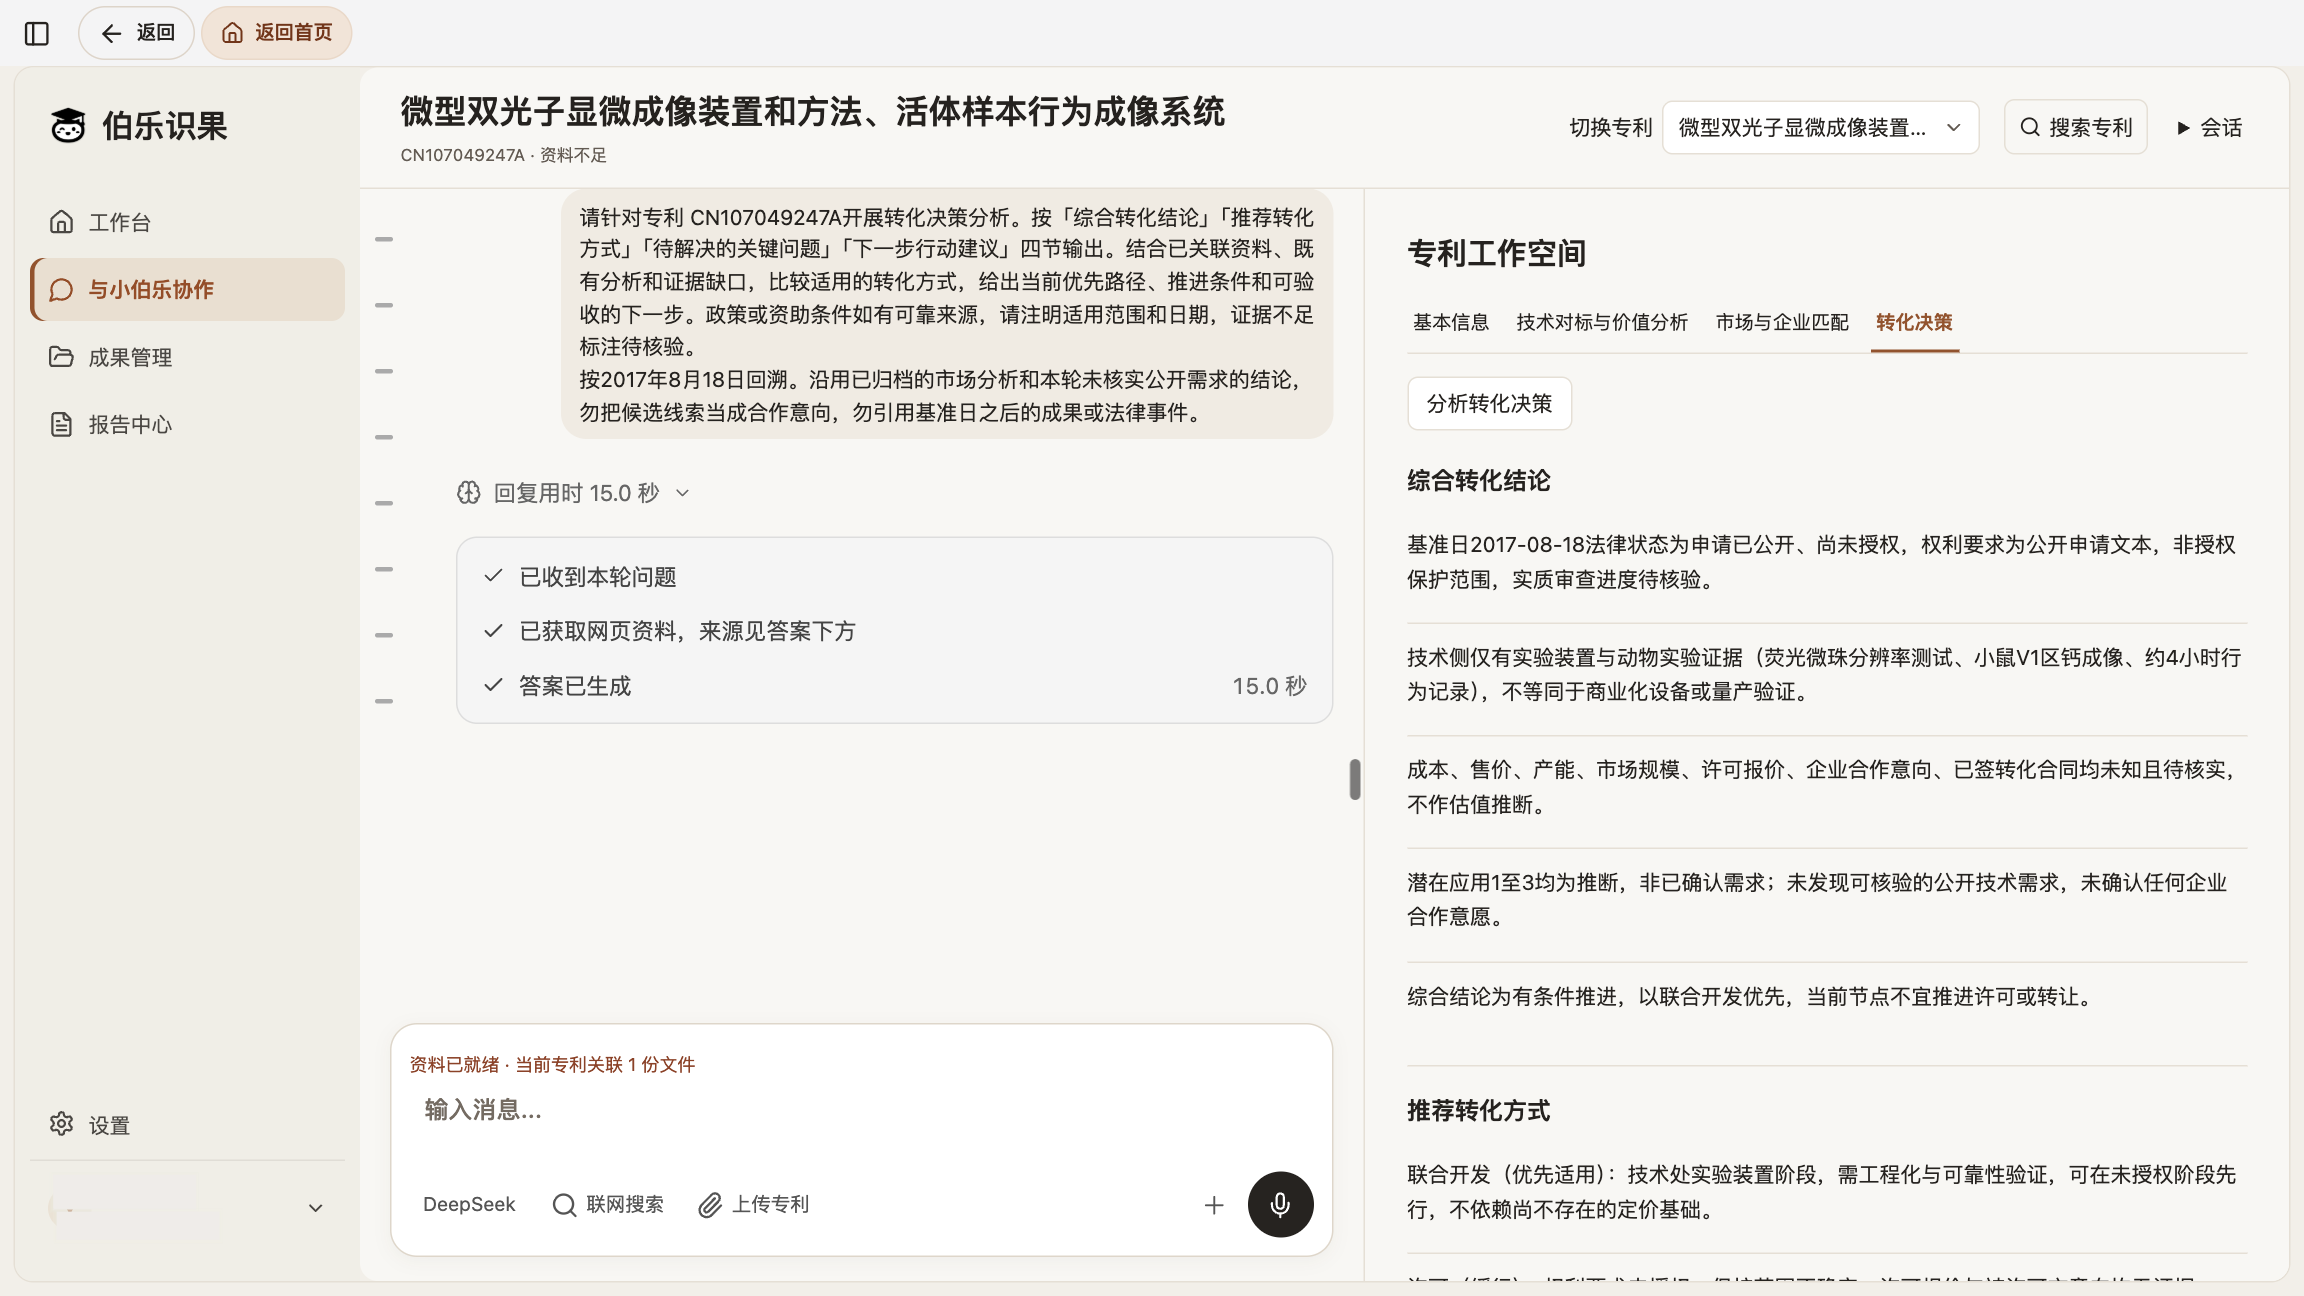 返回
返回首页
伯乐识果
工作台
与小伯乐协作
成果管理
报告中心
设置
微型双光子显微成像装置和方法、活体样本行为成像系统
CN107049247A · 资料不足
切换专利
微型双光子显微成像装置...
搜索专利
会话
请针对专利 CN107049247A开展转化决策分析。按「综合转化结论」「推荐转化
方式」「待解决的关键问题」「下一步行动建议」四节输出。结合已关联资料、既
有分析和证据缺口，比较适用的转化方式，给出当前优先路径、推进条件和可验
收的下一步。政策或资助条件如有可靠来源，请注明适用范围和日期，证据不足
标注待核验。
按2017年8月18日回溯。沿用已归档的市场分析和本轮未核实公开需求的结论，
勿把候选线索当成合作意向，勿引用基准日之后的成果或法律事件。
回复用时 15.0 秒
已收到本轮问题
已获取网页资料，来源见答案下方
答案已生成
15.0 秒
资料已就绪 · 当前专利关联 1 份文件
输入消息...
DeepSeek
联网搜索
上传专利
专利工作空间
基本信息
技术对标与价值分析
市场与企业匹配
转化决策
分析转化决策
综合转化结论
基准日2017-08-18法律状态为申请已公开、尚未授权，权利要求为公开申请文本，非授权
保护范围，实质审查进度待核验。
技术侧仅有实验装置与动物实验证据（荧光微珠分辨率测试、小鼠V1区钙成像、约4小时行
为记录），不等同于商业化设备或量产验证。
成本、售价、产能、市场规模、许可报价、企业合作意向、已签转化合同均未知且待核实，
不作估值推断。
潜在应用1至3均为推断，非已确认需求；未发现可核验的公开技术需求，未确认任何企业
合作意愿。
综合结论为有条件推进，以联合开发优先，当前节点不宜推进许可或转让。
推荐转化方式
联合开发（优先适用）：技术处实验装置阶段，需工程化与可靠性验证，可在未授权阶段先
行，不依赖尚不存在的定价基础。